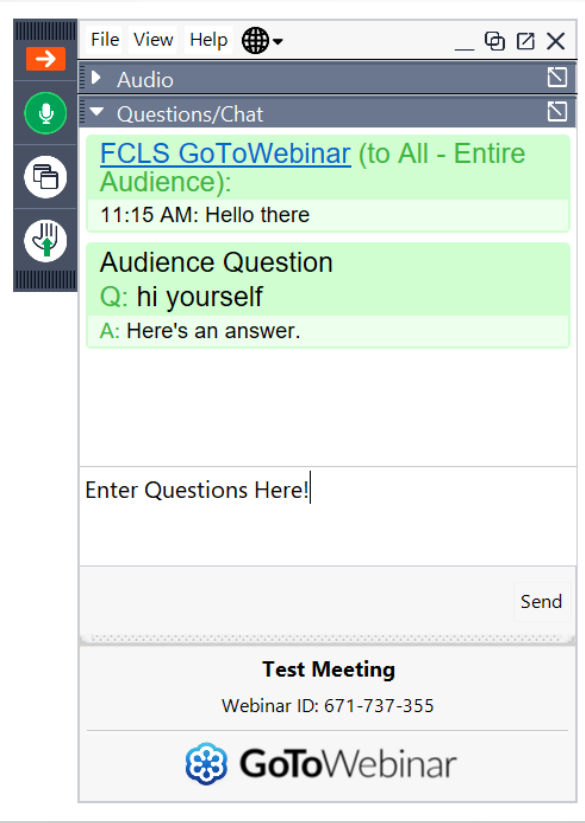 File View Help
Audio
Questions/Chat
FCLS GoToWebinar (to All - Entire
Audience):
11:15 AM: Hello there
Audience Question
Q: hi yourself
A: Here's an answer.
Enter Questions Here!
Send
Test Meeting
Webinar ID: 671-737-355
GoToWebinar